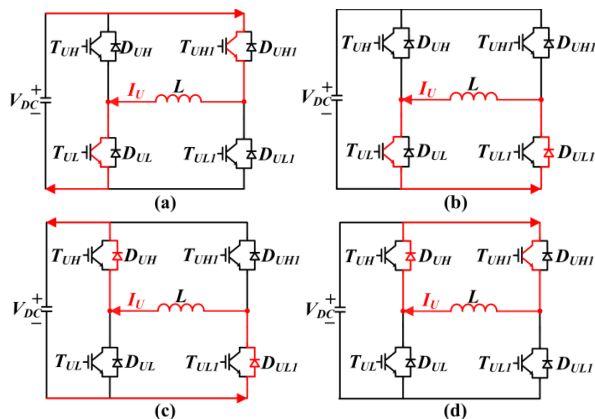 T_UH D_UH T_UH1 D_UH1
+
V_DC
−
I_U L
T_UL D_UL T_UL1 D_UL1
(a)
T_UH D_UH T_UH1 D_UH1
+
V_DC
−
I_U L
T_UL D_UL T_UL1 D_UL1
(b)
T_UH D_UH T_UH1 D_UH1
+
V_DC
−
I_U L
T_UL D_UL T_UL1 D_UL1
(c)
T_UH D_UH T_UH1 D_UH1
+
V_DC
−
I_U L
T_UL D_UL T_UL1 D_UL1
(d)